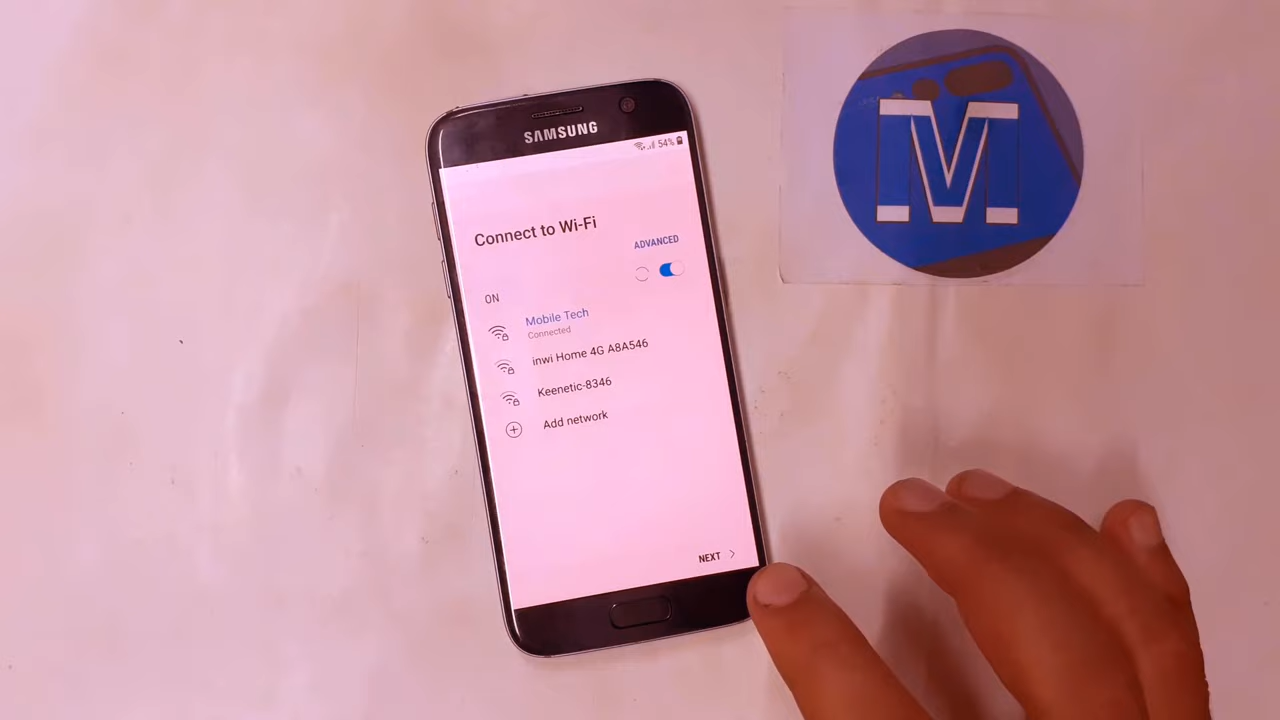 SAMSUNG
54%
Connect to Wi-Fi
ADVANCED
ON
Mobile Tech
Connected
inwi Home 4G A8A546
Keenetic-8346
Add network
NEXT
M